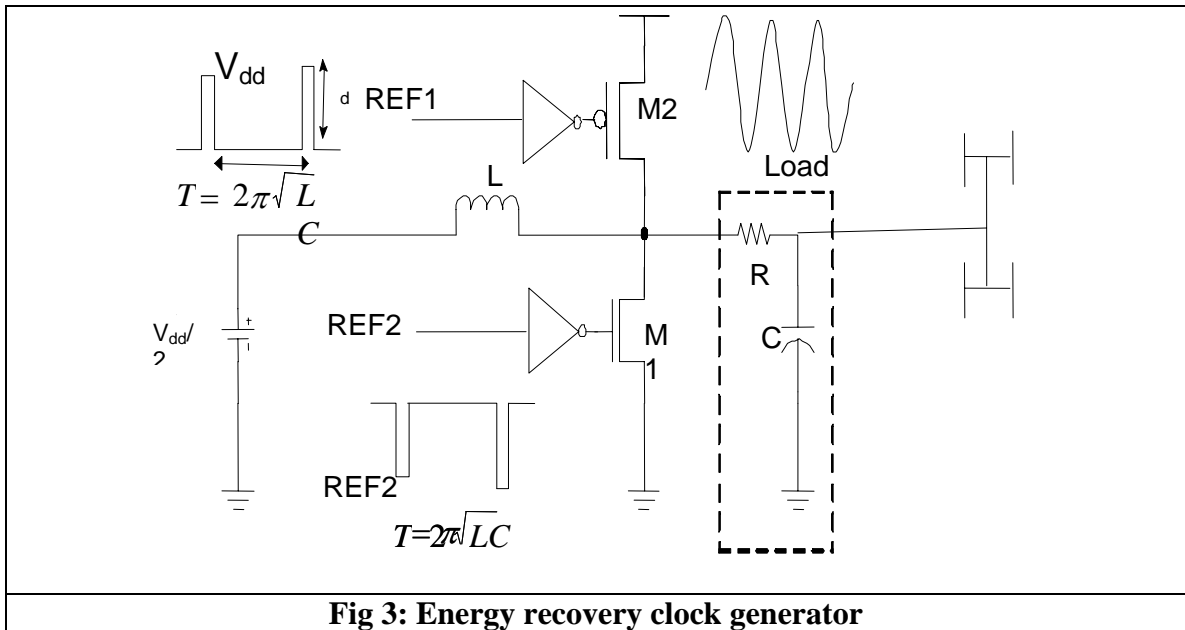 V_dd
d
REF1
M2
Load
T = 2π√L
C
L
R
REF2
M
1
C
V_dd/
2
+
REF2
T=2π√LC
Fig 3: Energy recovery clock generator